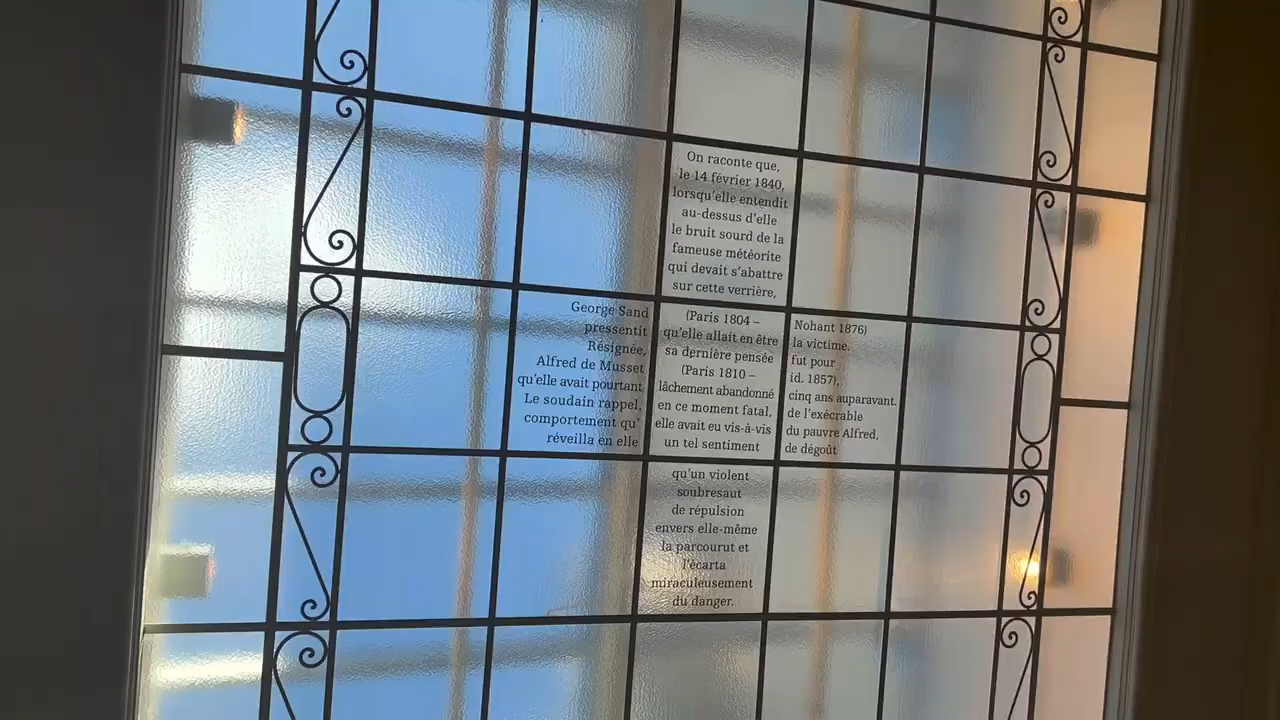 On raconte que,
le 14 février 1840,
lorsqu'elle entendit
au-dessus d'elle
le bruit sourd de la
fameuse météorite
qui devait s'abattre
sur cette verrière,
George Sand (Paris 1804 – Nohant 1876)
pressentit qu'elle allait en être la victime.
Résignée, sa dernière pensée fut pour
Alfred de Musset (Paris 1810 – id. 1857),
qu'elle avait pourtant lâchement abandonné cinq ans auparavant.
Le soudain rappel, en ce moment fatal, de l'exécrable
comportement qu' elle avait eu vis-à-vis du pauvre Alfred,
réveilla en elle un tel sentiment de dégoût
qu'un violent
soubresaut
de répulsion
envers elle-même
la parcourut et
l'écarta
miraculeusement
du danger.